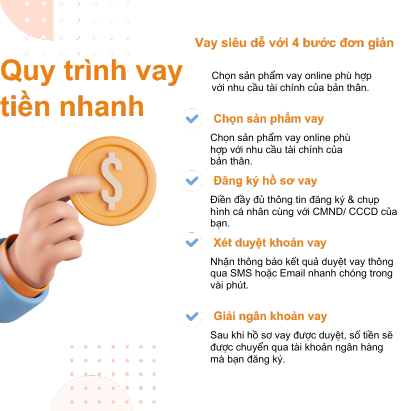 Vay siêu dễ với 4 bước đơn giản
Quy trình vay
tiền nhanh
Chọn sản phẩm vay online phù hợp
với nhu cầu tài chính của bản thân.
Chọn sản phẩm vay
Chọn sản phẩm vay online phù
hợp với nhu cầu tài chính của
bản thân.
Đăng ký hồ sơ vay
Điền đầy đủ thông tin đăng ký & chụp
hình cá nhân cùng với CMND/ CCCD của
bạn.
Xét duyệt khoản vay
Nhận thông báo kết quả duyệt vay thông
qua SMS hoặc Email nhanh chóng trong
vài phút.
Giải ngân khoản vay
Sau khi hồ sơ vay được duyệt, số tiền sẽ
được chuyển qua tài khoản ngân hàng
mà bạn đăng ký.
$